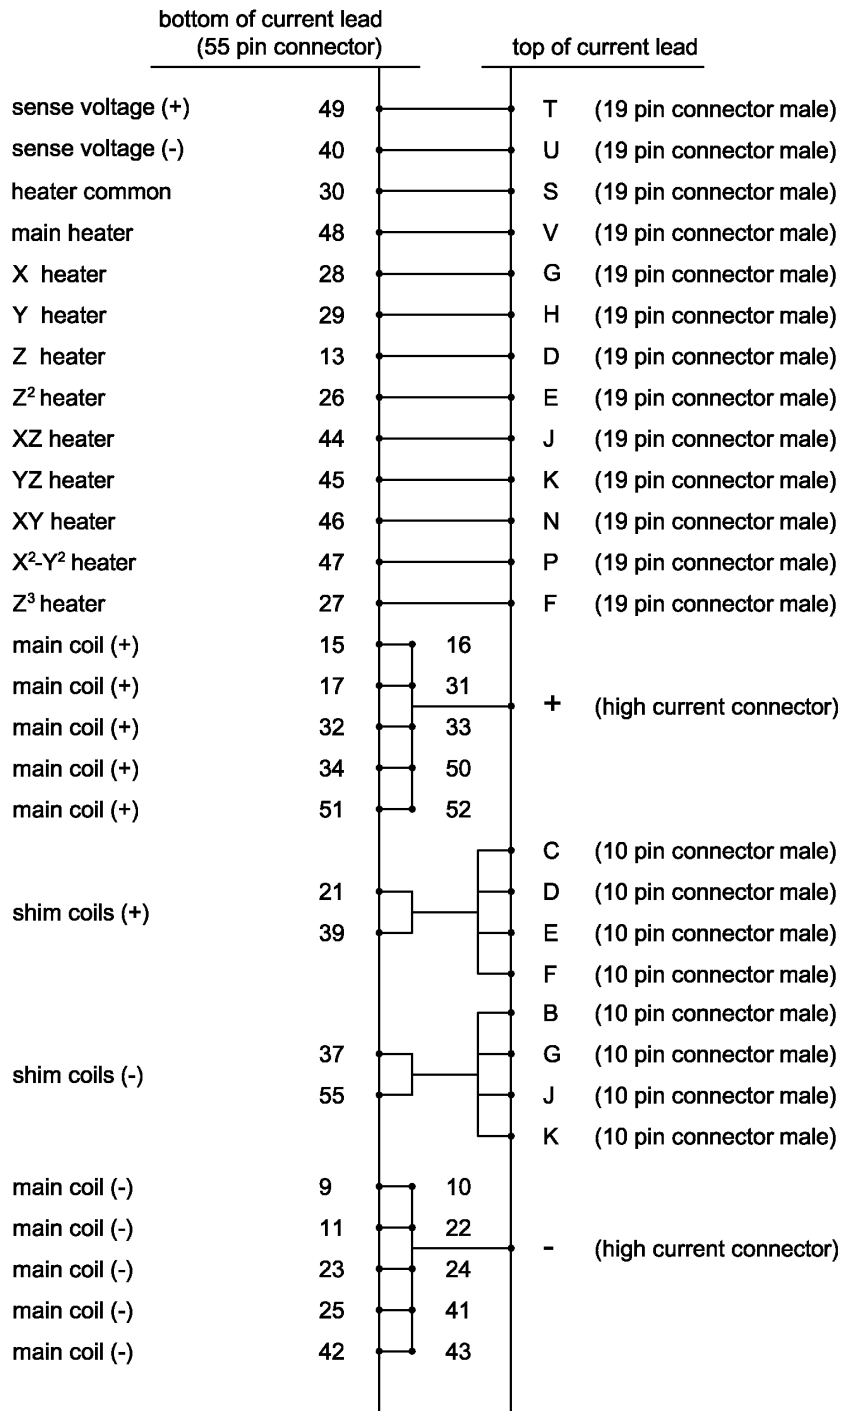 bottom of current lead
(55 pin connector) top of current lead
sense voltage (+) 49 T (19 pin connector male)
sense voltage (-) 40 U (19 pin connector male)
heater common 30 S (19 pin connector male)
main heater 48 V (19 pin connector male)
X heater 28 G (19 pin connector male)
Y heater 29 H (19 pin connector male)
Z heater 13 D (19 pin connector male)
Z² heater 26 E (19 pin connector male)
XZ heater 44 J (19 pin connector male)
YZ heater 45 K (19 pin connector male)
XY heater 46 N (19 pin connector male)
X²-Y² heater 47 P (19 pin connector male)
Z³ heater 27 F (19 pin connector male)
main coil (+) 15 16
main coil (+) 17 31
+ (high current connector)
main coil (+) 32 33
main coil (+) 34 50
main coil (+) 51 52
C (10 pin connector male)
21 D (10 pin connector male)
shim coils (+)
39 E (10 pin connector male)
F (10 pin connector male)
B (10 pin connector male)
37 G (10 pin connector male)
shim coils (-)
55 J (10 pin connector male)
K (10 pin connector male)
main coil (-) 9 10
main coil (-) 11 22
- (high current connector)
main coil (-) 23 24
main coil (-) 25 41
main coil (-) 42 43